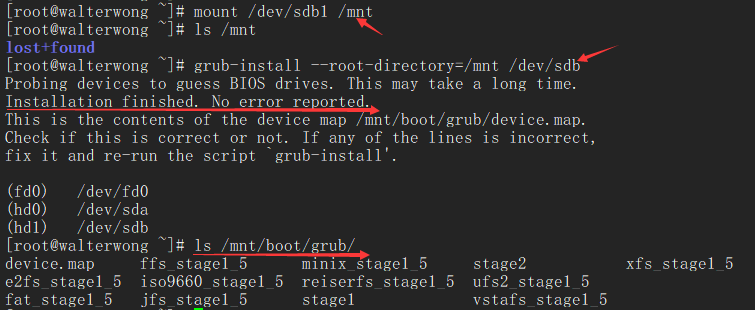 [root@walterwong ~]# mount /dev/sdb1 /mnt
[root@walterwong ~]# ls /mnt
lost+found
[root@walterwong ~]# grub-install --root-directory=/mnt /dev/sdb
Probing devices to guess BIOS drives. This may take a long time.
Installation finished. No error reported.
This is the contents of the device map /mnt/boot/grub/device.map.
Check if this is correct or not. If any of the lines is incorrect,
fix it and re-run the script `grub-install'.
(fd0)    /dev/fd0
(hd0)    /dev/sda
(hd1)    /dev/sdb
[root@walterwong ~]# ls /mnt/boot/grub/
device.map    ffs_stage1_5    minix_stage1_5    stage2    xfs_stage1_5
e2fs_stage1_5  iso9660_stage1_5  reiserfs_stage1_5  ufs2_stage1_5
fat_stage1_5  jfs_stage1_5    stage1    vstafs_stage1_5